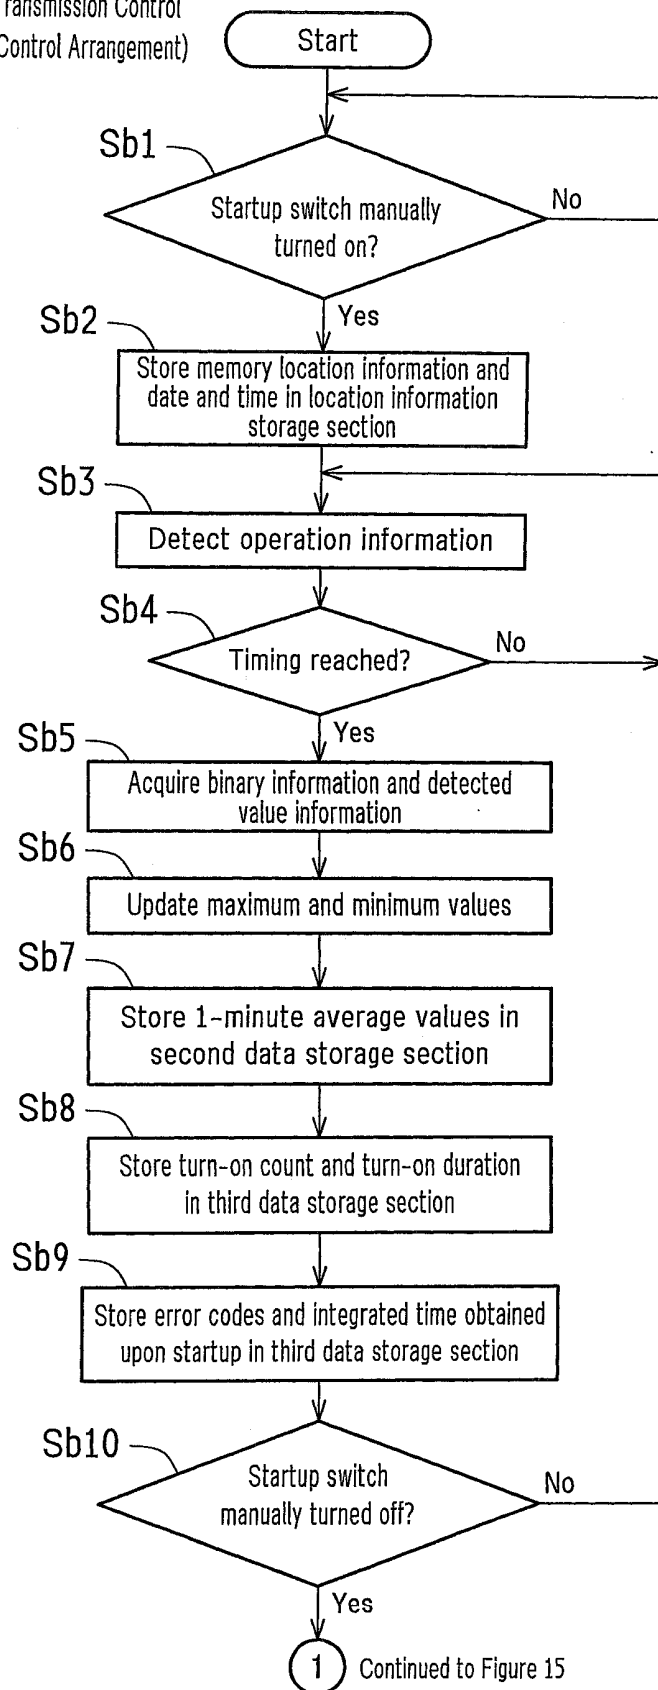 Transmission Control
Control Arrangement)
Start
Sb1
Startup switch manually
turned on?
No
Yes
Sb2
Store memory location information and
date and time in location information
storage section
Sb3
Detect operation information
Sb4
Timing reached?
No
Yes
Sb5
Acquire binary information and detected
value information
Sb6
Update maximum and minimum values
Sb7
Store 1-minute average values in
second data storage section
Sb8
Store turn-on count and turn-on duration
in third data storage section
Sb9
Store error codes and integrated time obtained
upon startup in third data storage section
Sb10
Startup switch
manually turned off?
No
Yes
1 Continued to Figure 15